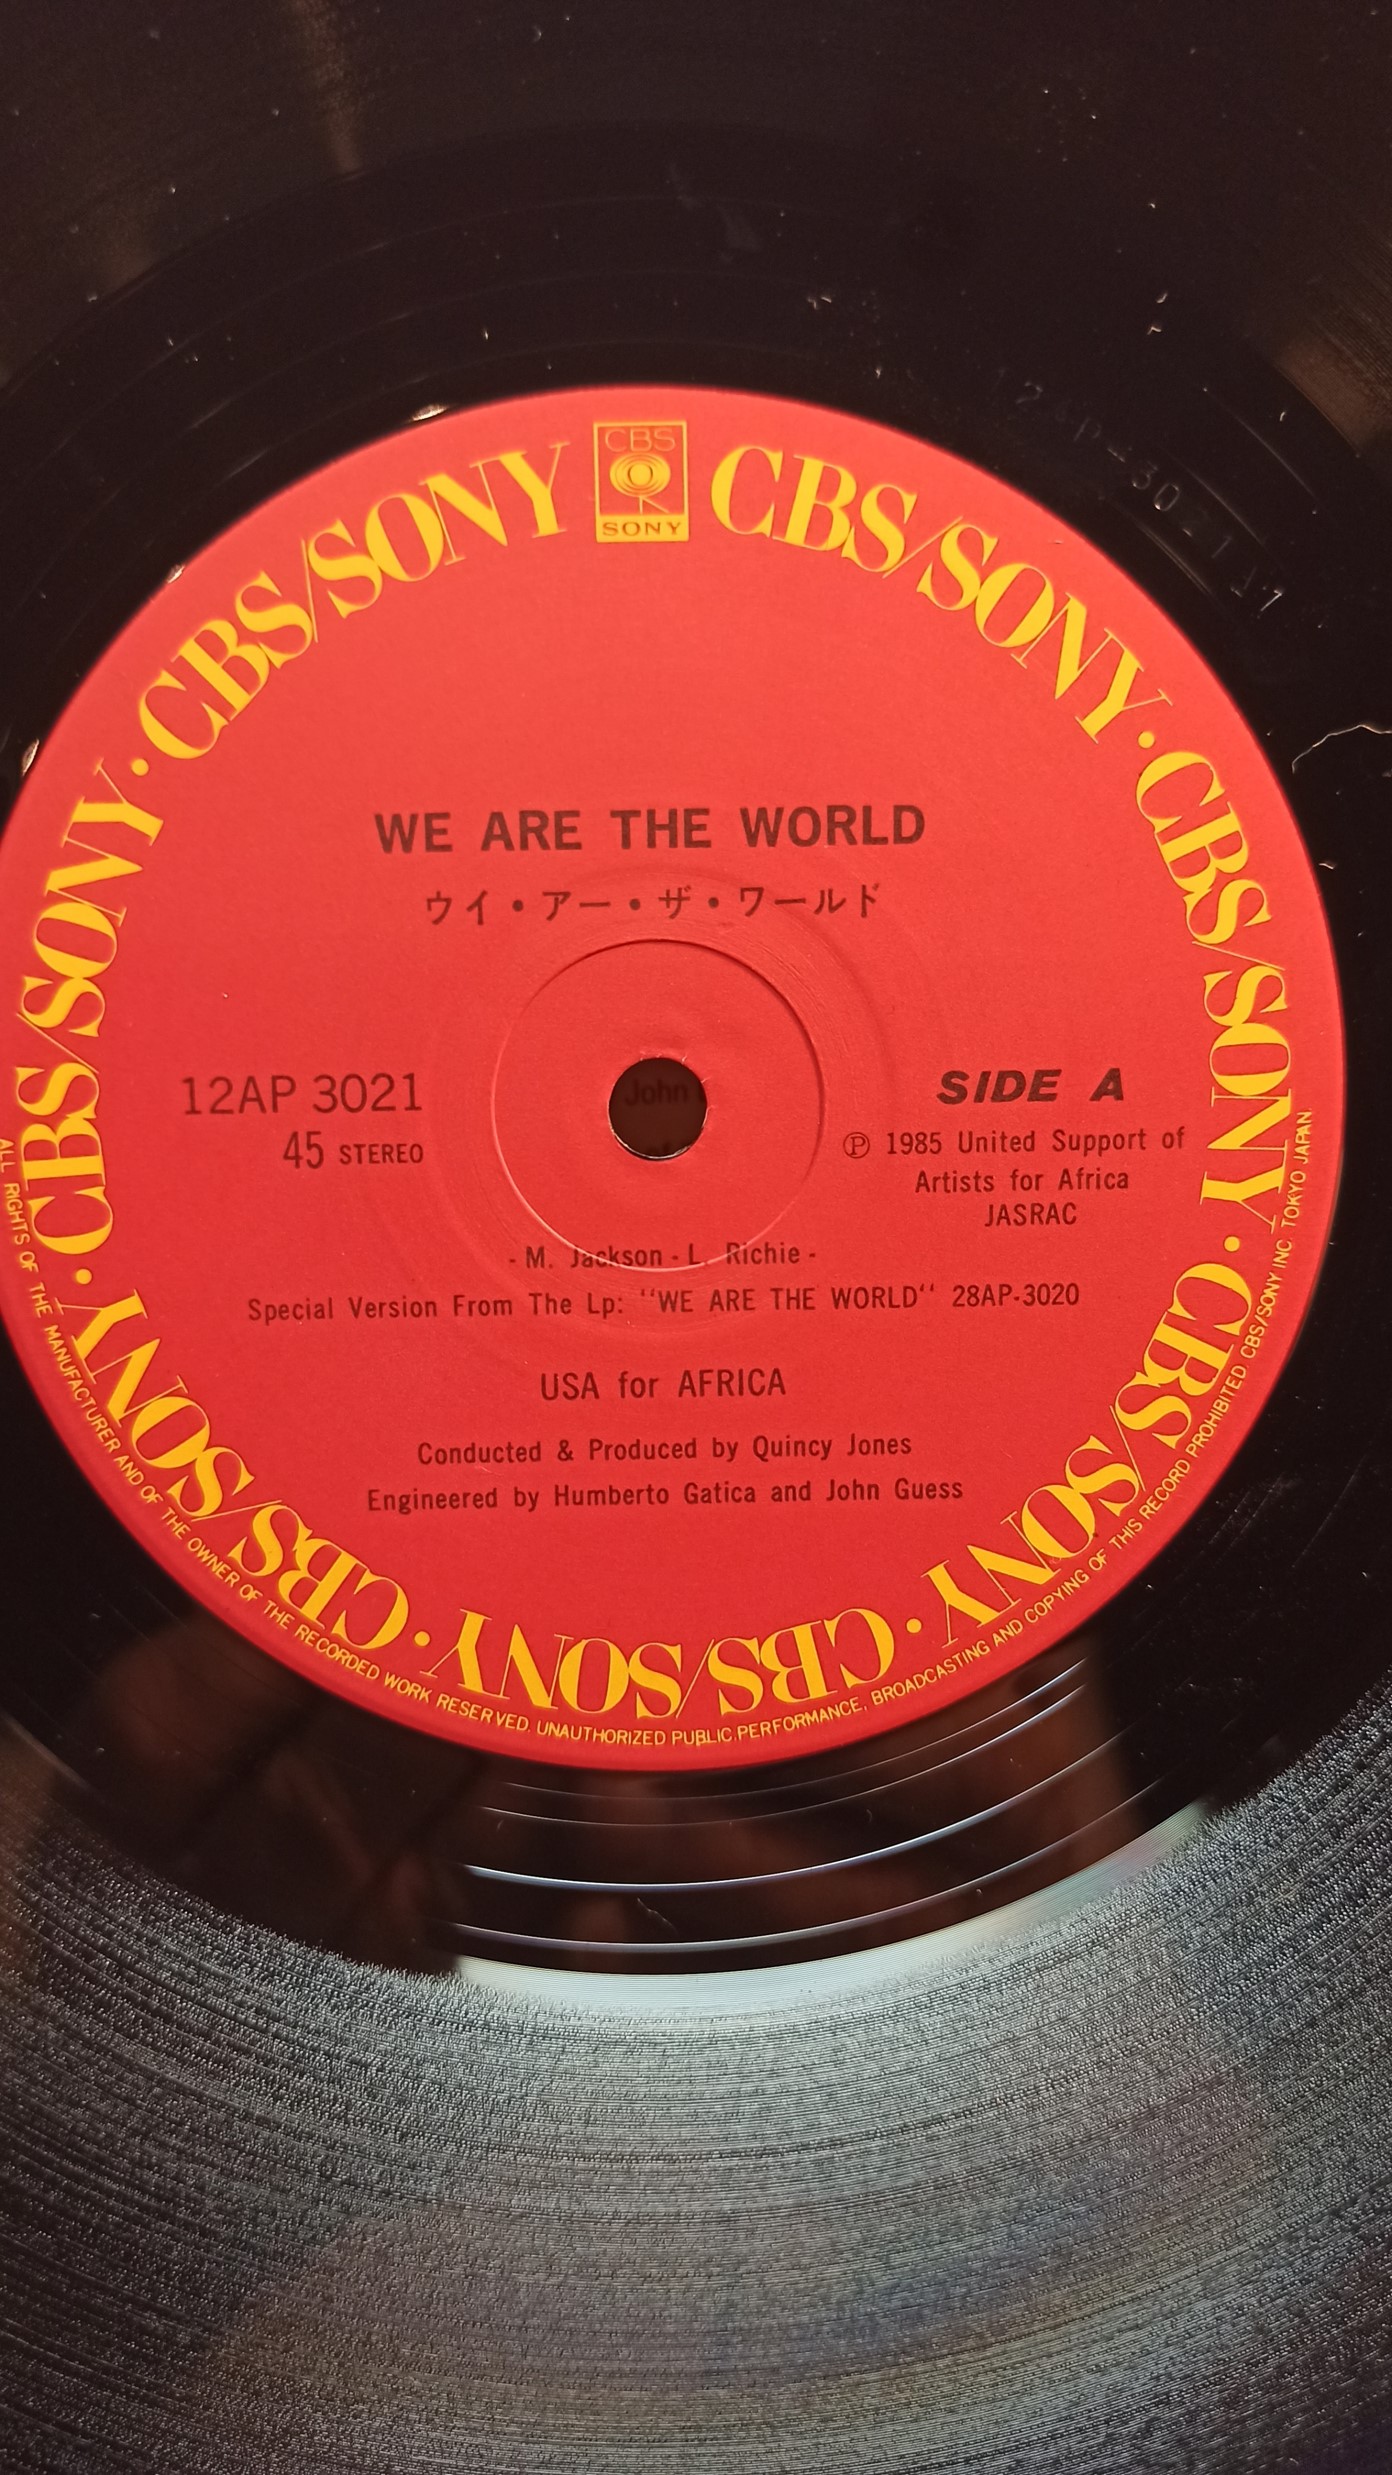 CBS
SONY
CBS/SONY · CBS/SONY · CBS/SONY · CBS/SONY · CBS/SONY · CBS/SONY · CBS/SONY
WE ARE THE WORLD
ウイ・アー・ザ・ワールド
12AP 3021
45 STEREO
John
SIDE A
Ⓟ 1985 United Support of
Artists for Africa
JASRAC
- M. Jackson - L. Richie -
Special Version From The Lp: "WE ARE THE WORLD" 28AP-3020
USA for AFRICA
Conducted & Produced by Quincy Jones
Engineered by Humberto Gatica and John Guess
ALL RIGHTS OF THE MANUFACTURER AND OF THE OWNER OF THE RECORDED WORK RESERVED. UNAUTHORIZED PUBLIC PERFORMANCE, BROADCASTING AND COPYING OF THIS RECORD PROHIBITED CBS/SONY INC. TOKYO JAPAN.